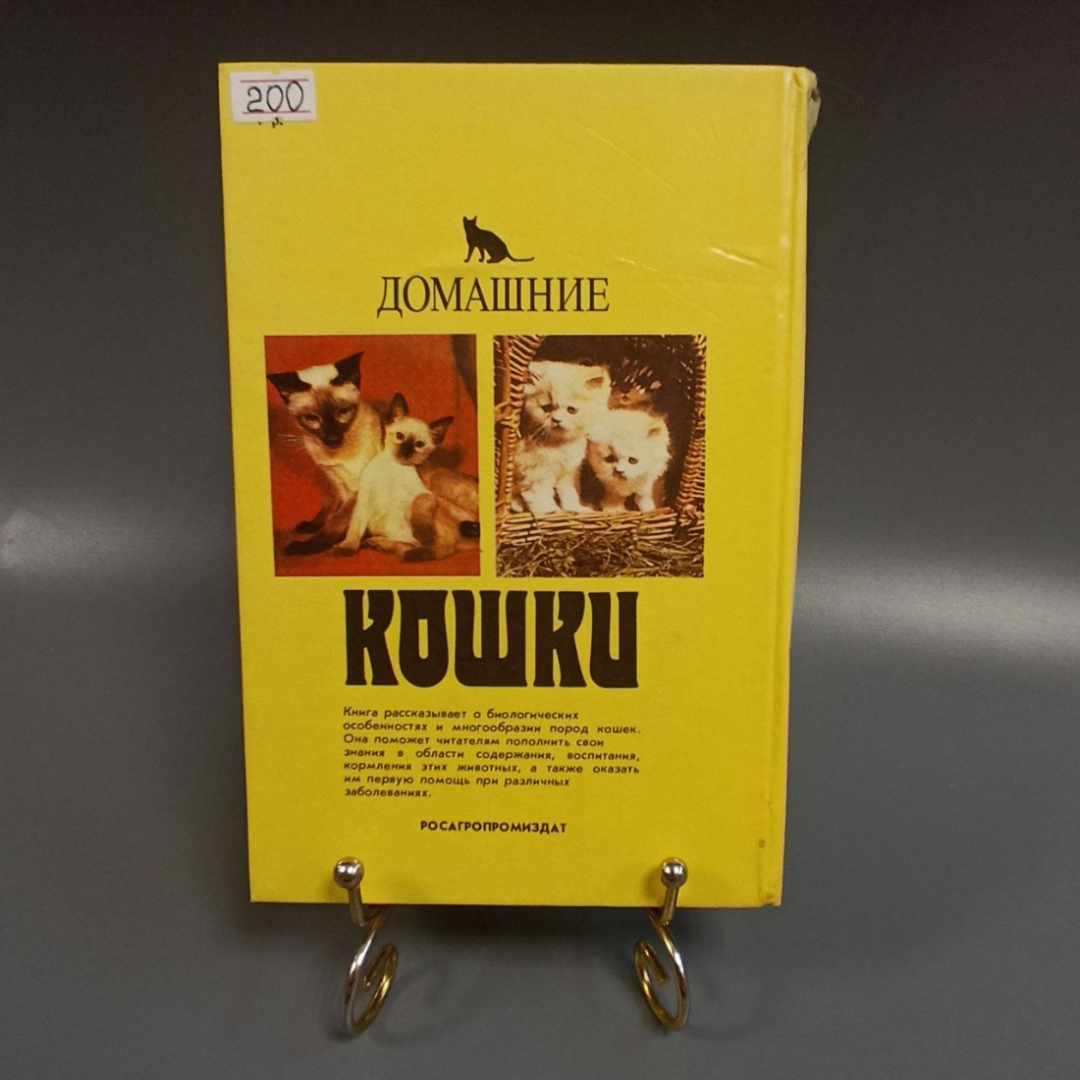 200
ДОМАШНИЕ
КОШКИ
Книга рассказывает о биологических
особенностях и многообразии пород кошек.
Она поможет читателям пополнить свои
знания в области содержания, воспитания,
кормления этих животных, а также оказать
им первую помощь при различных
заболеваниях.
РОСАГРОПРОМИЗДАТ